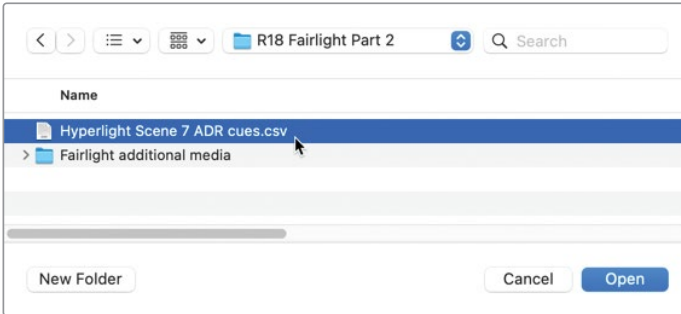 R18 Fairlight Part 2
Search
Name
Hyperlight Scene 7 ADR cues.csv
Fairlight additional media
New Folder
Cancel
Open